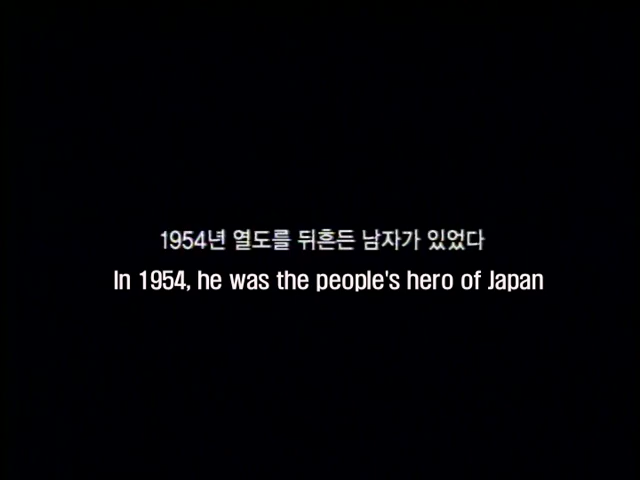 1954년 열도를 뒤흔든 남자가 있었다
In 1954, he was the people's hero of Japan